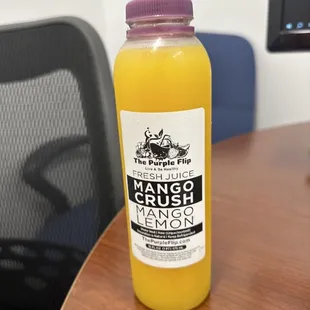 The Purple Flip
Live & Be Healthy
FRESH JUICE
MANGO
CRUSH
MANGO
LEMON
ThePurpleFlip.com